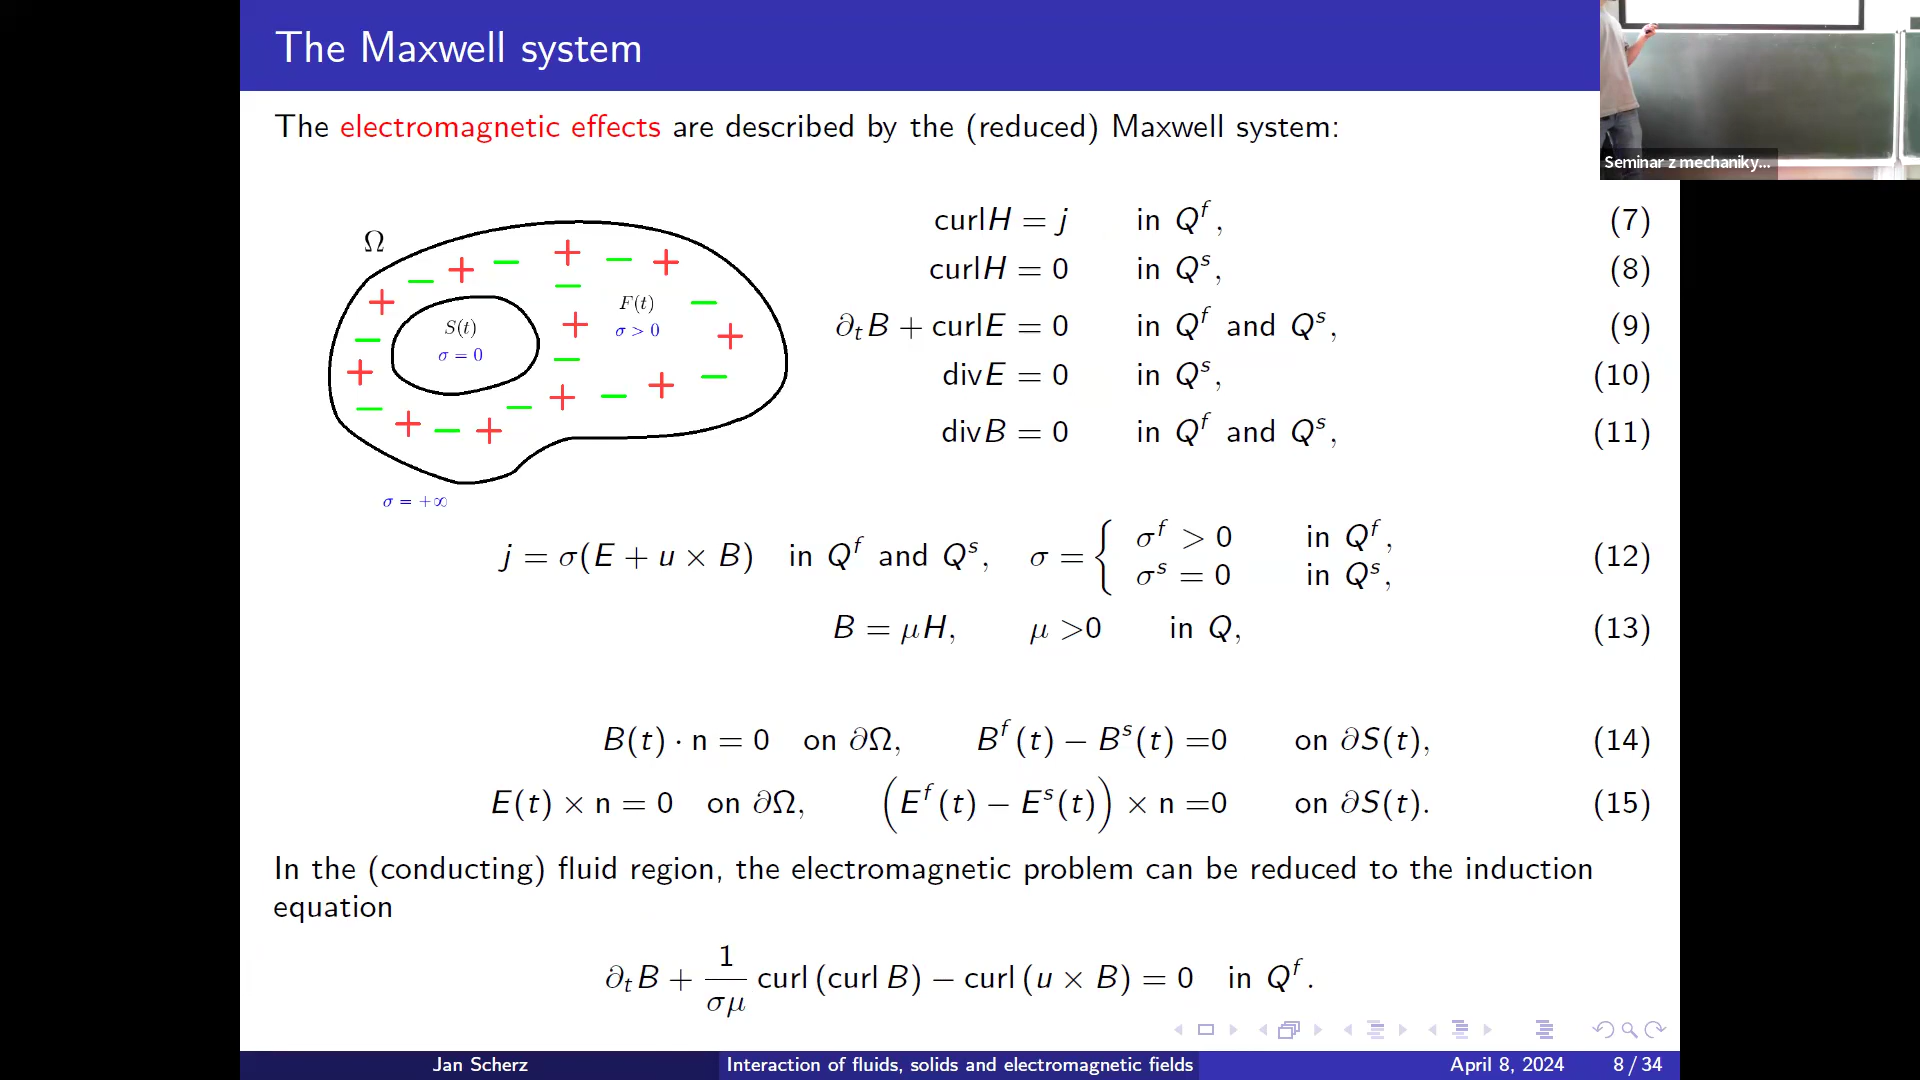 The Maxwell system
Seminar z mechaniky...
The electromagnetic effects are described by the (reduced) Maxwell system:
Ω
S(t)
σ = 0
F(t)
σ > 0
σ = +∞
curlH = j in Q^f, (7)
curlH = 0 in Q^s, (8)
∂_t B + curlE = 0 in Q^f and Q^s, (9)
divE = 0 in Q^s, (10)
divB = 0 in Q^f and Q^s, (11)
j = σ(E + u × B) in Q^f and Q^s, σ = { σ^f > 0 in Q^f, σ^s = 0 in Q^s, (12)
B = μH, μ >0 in Q, (13)
B(t) · n = 0 on ∂Ω, B^f(t) − B^s(t) =0 on ∂S(t), (14)
E(t) × n = 0 on ∂Ω, (E^f(t) − E^s(t)) × n =0 on ∂S(t). (15)
In the (conducting) fluid region, the electromagnetic problem can be reduced to the induction
equation
∂_t B + 1/σμ curl (curl B) − curl (u × B) = 0 in Q^f.
Jan Scherz Interaction of fluids, solids and electromagnetic fields April 8, 2024 8 / 34